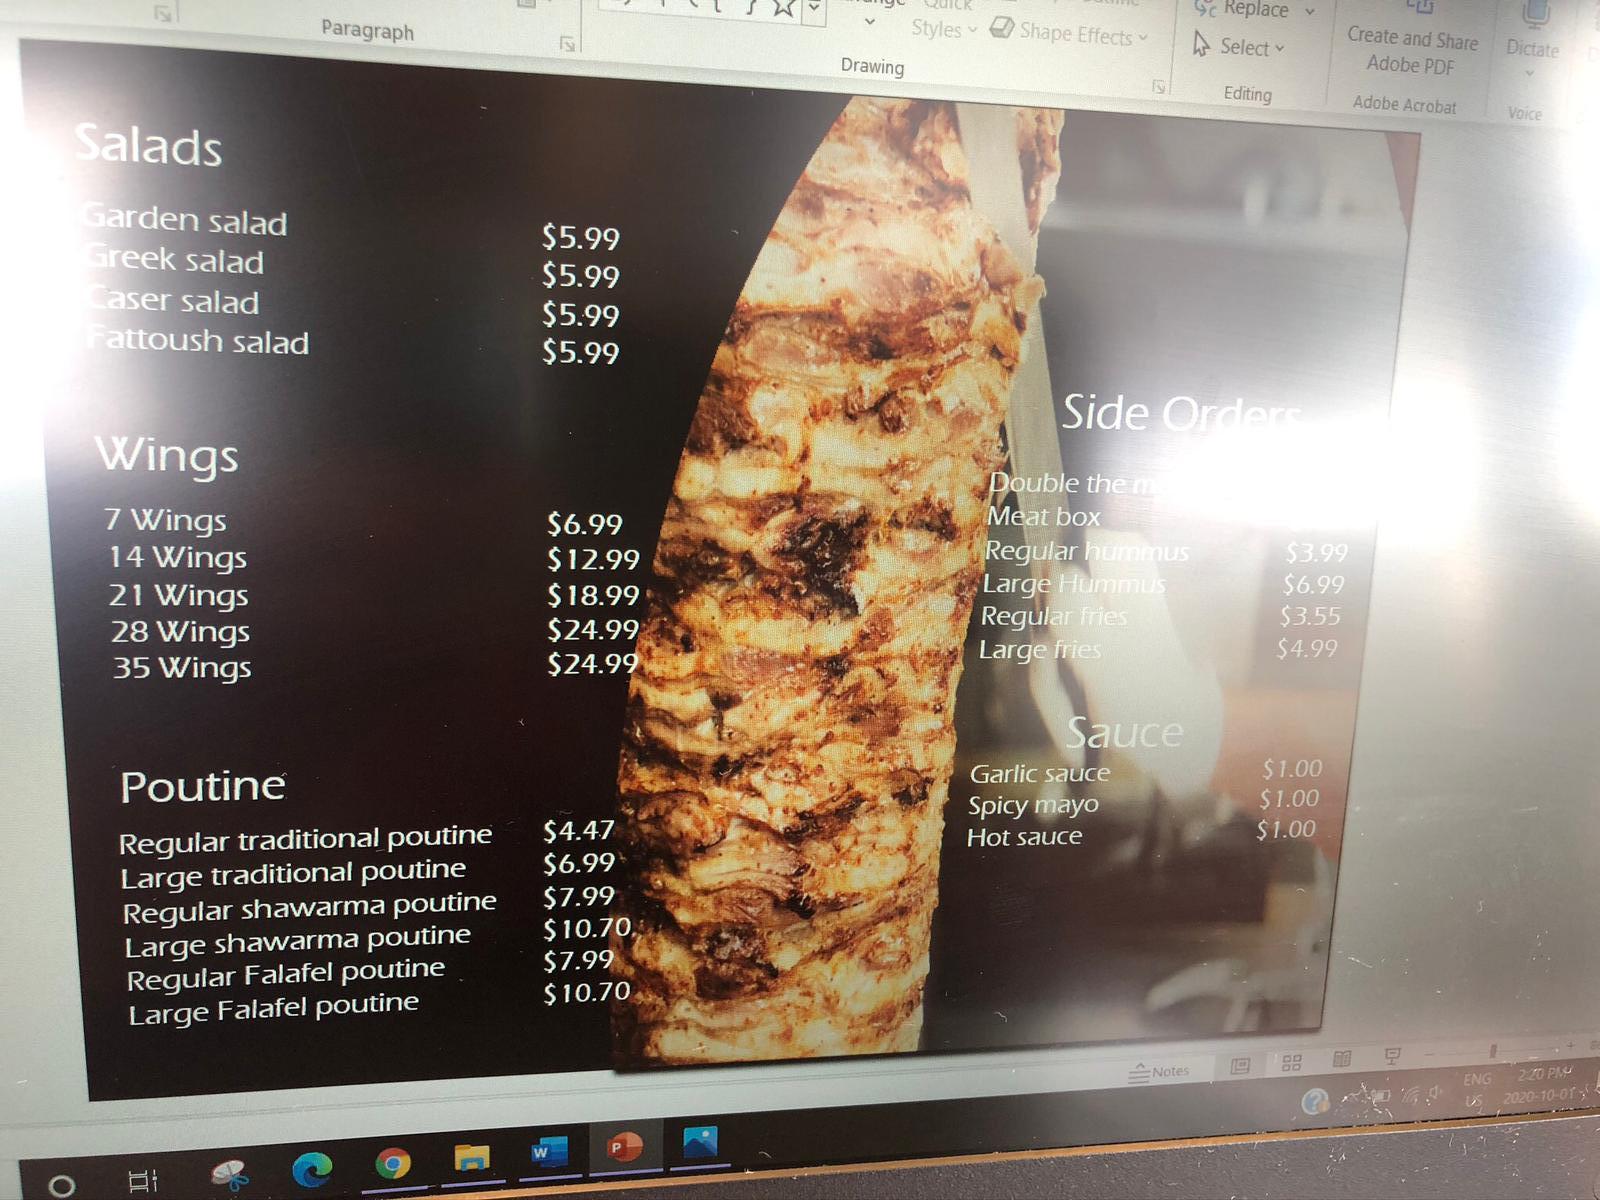 Paragraph
Drawing
Styles
Shape Effects
Replace
Select
Editing
Create and Share
Adobe PDF
Adobe Acrobat
Dictate
Voice
Salads
Garden salad $5.99
Greek salad $5.99
Caser salad $5.99
Fattoush salad $5.99
Wings
7 Wings $6.99
14 Wings $12.99
21 Wings $18.99
28 Wings $24.99
35 Wings $24.99
Poutine
Regular traditional poutine $4.47
Large traditional poutine $6.99
Regular shawarma poutine $7.99
Large shawarma poutine $10.70
Regular Falafel poutine $7.99
Large Falafel poutine $10.70
Side Orders
Double the
Meat box
Regular hummus $3.99
Large Hummus $6.99
Regular fries $3.55
Large fries $4.99
Sauce
Garlic sauce $1.00
Spicy mayo $1.00
Hot sauce $1.00
Notes
ENG
US
2:20 PM
2020-10-01